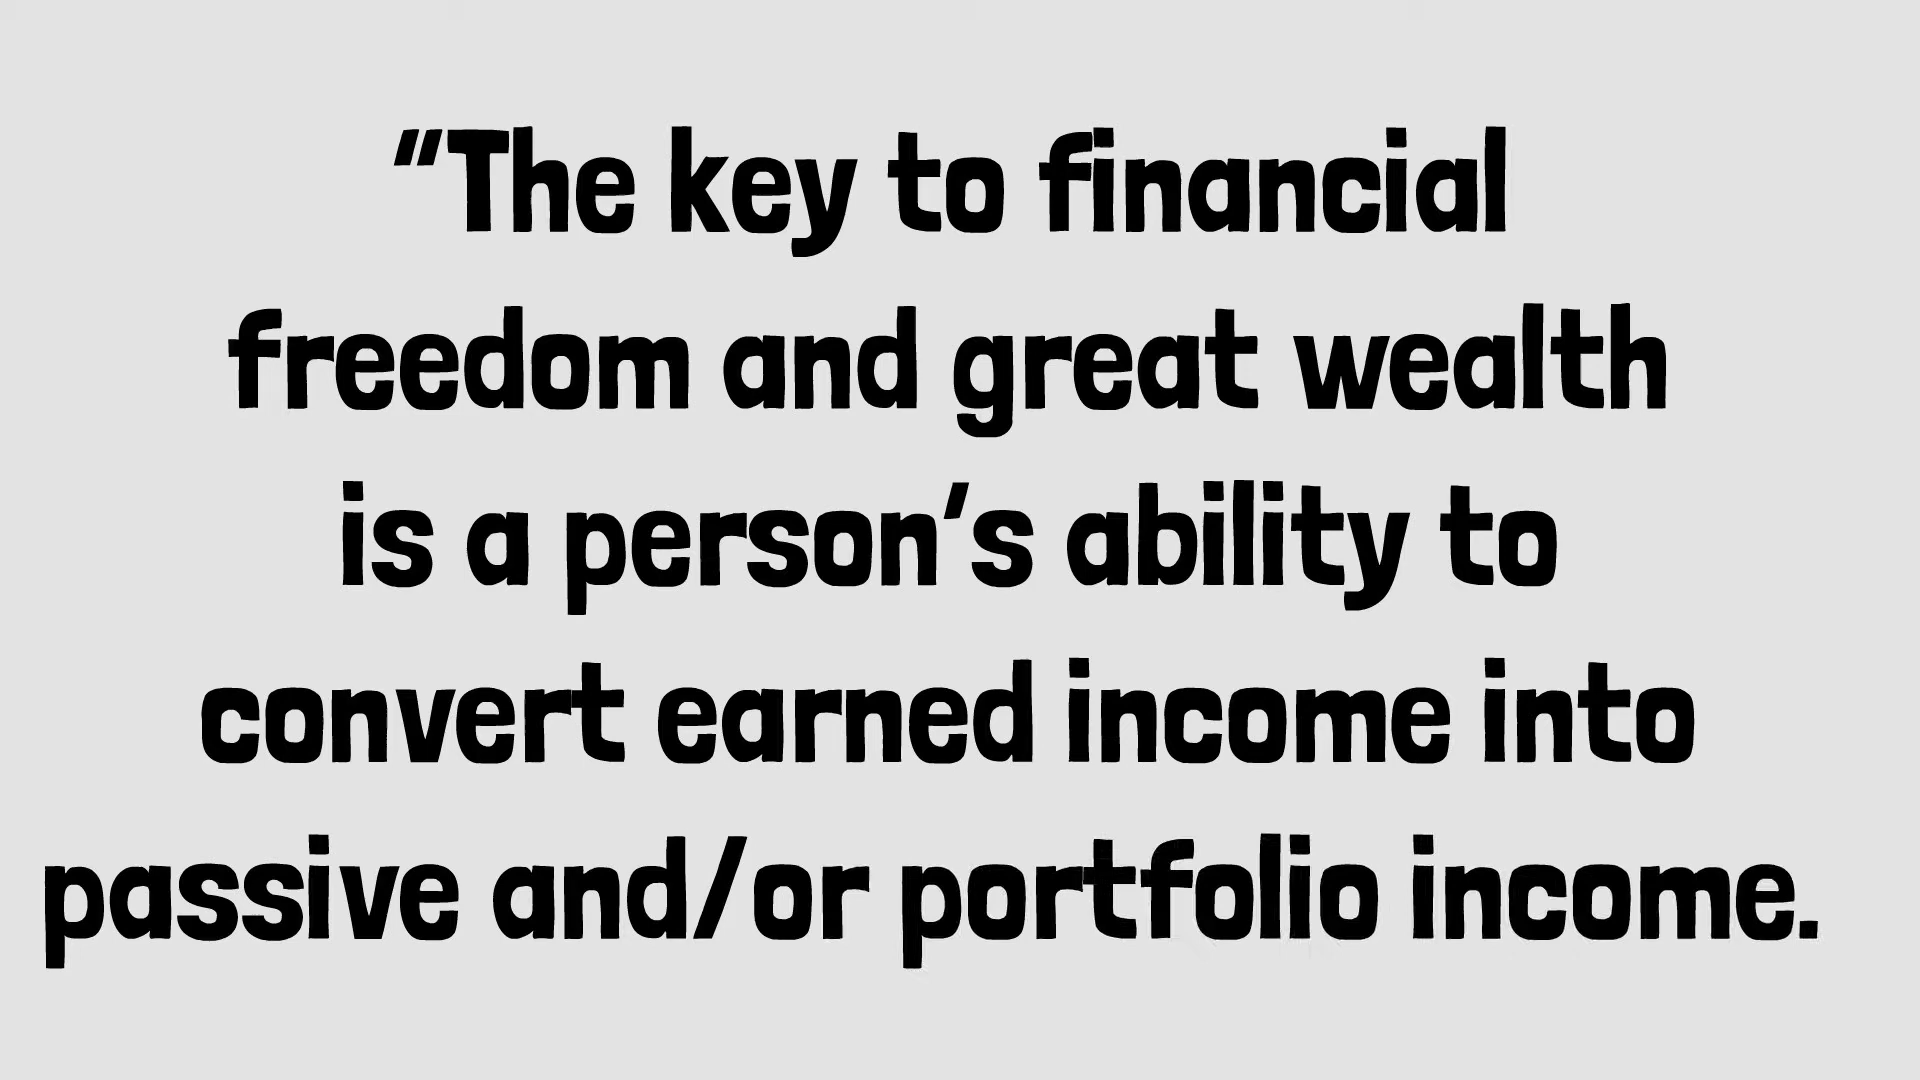 “The key to financial
freedom and great wealth
is a person’s ability to
convert earned income into
passive and/or portfolio income.